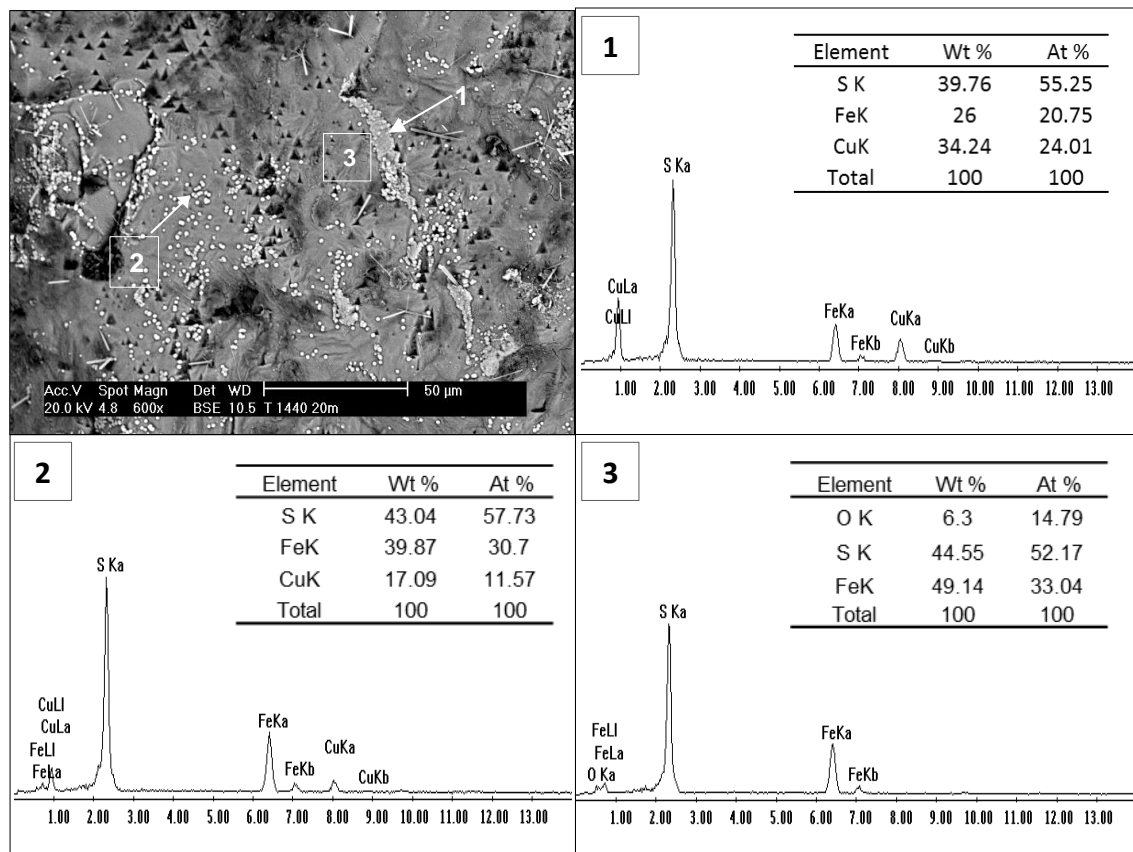 1
3
2
Acc.V Spot Magn Det WD 50 µm
20.0 kV 4.8 600x BSE 10.5 T 1440 20m
1
Element Wt % At %
S K 39.76 55.25
FeK 26 20.75
CuK 34.24 24.01
Total 100 100
S Ka
CuLa
CuLl
FeKa
FeKb
CuKa
CuKb
1.00 2.00 3.00 4.00 5.00 6.00 7.00 8.00 9.00 10.00 11.00 12.00 13.00
2
Element Wt % At %
S K 43.04 57.73
FeK 39.87 30.7
CuK 17.09 11.57
Total 100 100
S Ka
CuLl
CuLa
FeLl
FeLa
FeKa
FeKb
CuKa
CuKb
1.00 2.00 3.00 4.00 5.00 6.00 7.00 8.00 9.00 10.00 11.00 12.00 13.00
3
Element Wt % At %
O K 6.3 14.79
S K 44.55 52.17
FeK 49.14 33.04
Total 100 100
S Ka
FeLl
FeLa
O Ka
FeKa
FeKb
1.00 2.00 3.00 4.00 5.00 6.00 7.00 8.00 9.00 10.00 11.00 12.00 13.00